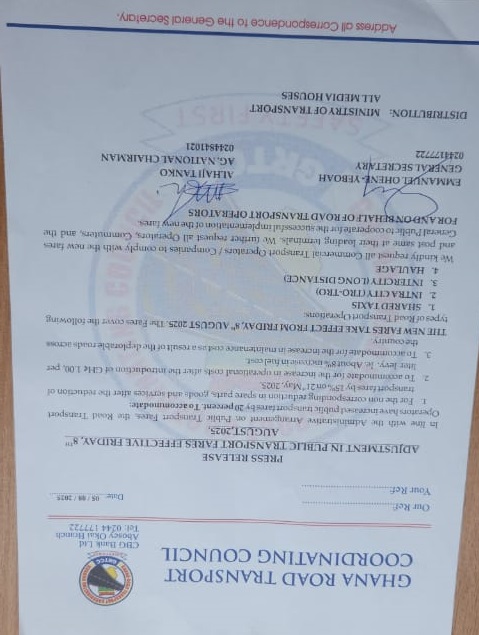 GHANA ROAD TRANSPORT
COORDINATING COUNCIL
CBG Bank Ltd
Abossey Okai Branch
Tel: 0244 177722
Our Ref:
Your Ref:
Date 05 / 08 / 2025
PRESS RELEASE
ADJUSTMENT IN PUBLIC TRANSPORT FARES EFFECTIVE FRIDAY, 8TH
AUGUST, 2025.
In line with the Administrative Arrangement on Public Transport Fares, the Road Transport
Operators have increased public transport fares by 20percent. To accommodate.
1. For the non corresponding reduction in spare parts, goods and services after the reduction of
transport fares by 15% on 21st May, 2025.
2. To accommodate for the increase in operational costs after the introduction of GH¢ 1.00, per
litre levy. Ie. About 8% increase in fuel cost.
3. To accommodate for the increase in maintenance cost as a result of the deplorable roads across
the country.
THE NEW FARES TAKE EFFECT FROM FRIDAY, 8th AUGUST 2025. The Fares cover the following
types of Road Transport Operations:
1. SHARED TAXIS
2. INTRA CITY (TRO-TRO)
3. INTERCITY (LONG DISTANCE)
4. HAULAGE
We kindly request all Commercial Transport Operators / Companies to comply with the new fares
and post same at their loading terminals. We further request all Operators, Commuters, and the
General Public to cooperate for the successful implementation of the new fares.
FOR AND ON BEHALF OF ROAD TRANSPORT OPERATORS
EMMANUEL OHENE-YEBOAH
GENERAL SECRETARY
0244177722
ALHAJI TANKO
AG. NATIONAL CHAIRMAN
0244841021
DISTRIBUTION: MINISTRY OF TRANSPORT
ALL MEDIA HOUSES
Address all Correspondence to the General Secretary.
GRTCC
SAFETY FIRST